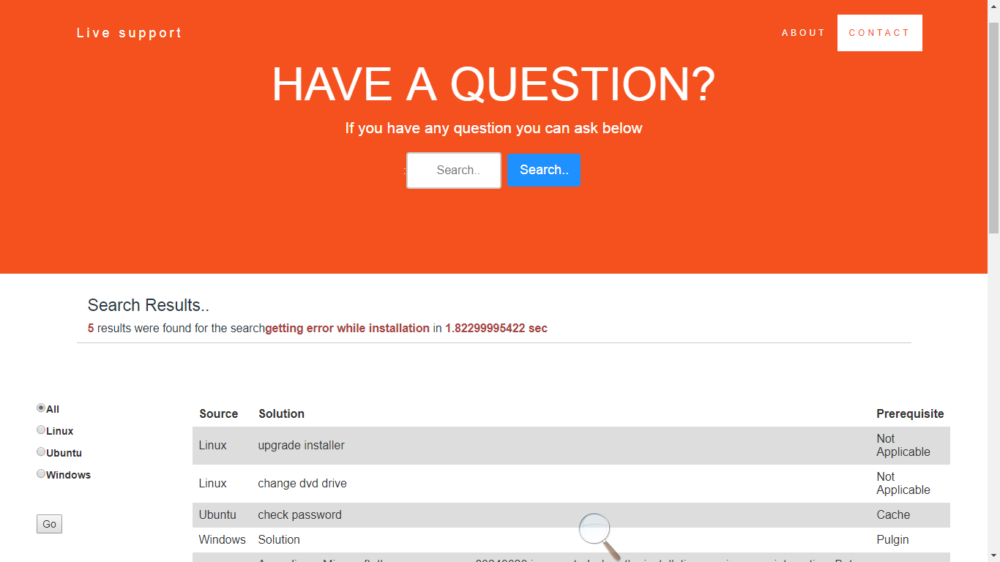 Live support
ABOUT
CONTACT
HAVE A QUESTION?
If you have any question you can ask below
: Search.. Search..
Search Results..
5 results were found for the searchgetting error while installation in 1.82299995422 sec
All
Linux
Ubuntu
Windows
Go
Source Solution Prerequisite
Linux upgrade installer Not
Applicable
Linux change dvd drive Not
Applicable
Ubuntu check password Cache
Windows Solution Pulgin